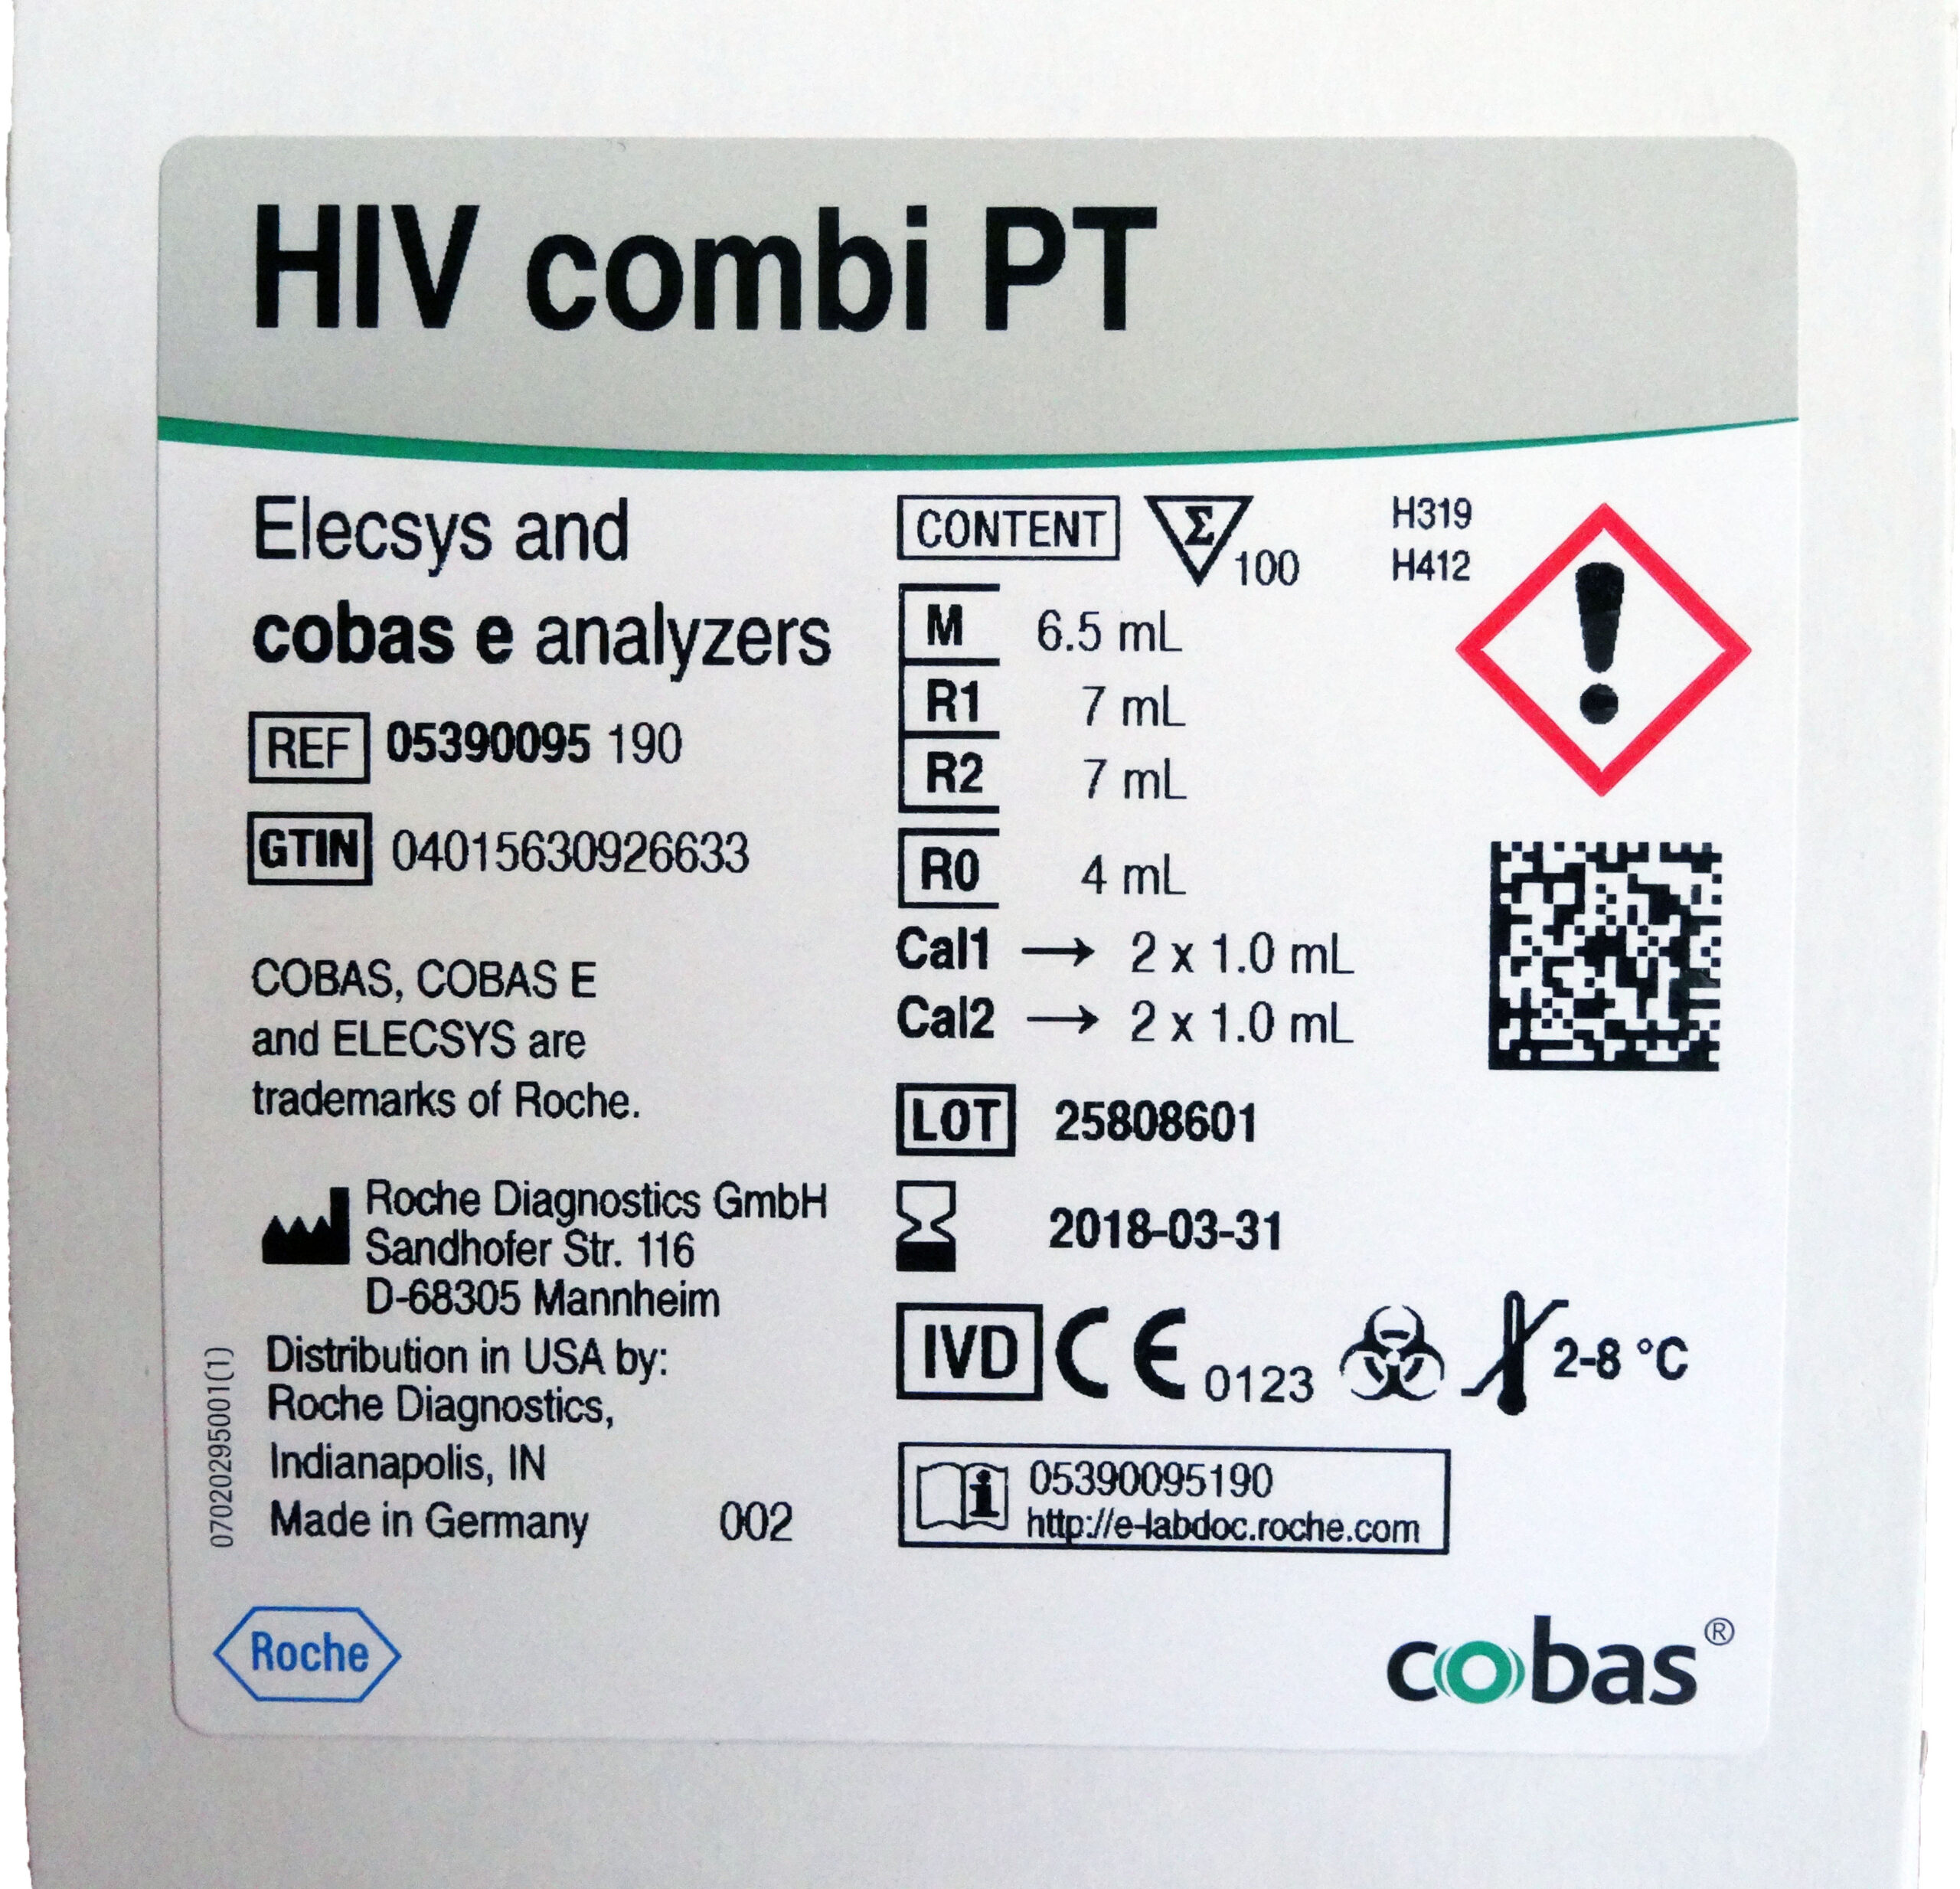 HIV combi PT
Elecsys and
cobas e analyzers
REF 05390095 190
GTIN 04015630926633
COBAS, COBAS E
and ELECSYS are
trademarks of Roche.
Roche Diagnostics GmbH
Sandhofer Str. 116
D-68305 Mannheim
Distribution in USA by:
Roche Diagnostics,
Indianapolis, IN
Made in Germany 002
07020295001(1)
Roche
CONTENT Σ 100
M 6.5 mL
R1 7 mL
R2 7 mL
R0 4 mL
Cal1 → 2 x 1.0 mL
Cal2 → 2 x 1.0 mL
LOT 25808601
2018-03-31
IVD CE 0123 2-8 °C
i 05390095190
http://e-labdoc.roche.com
H319
H412
!
cobas®